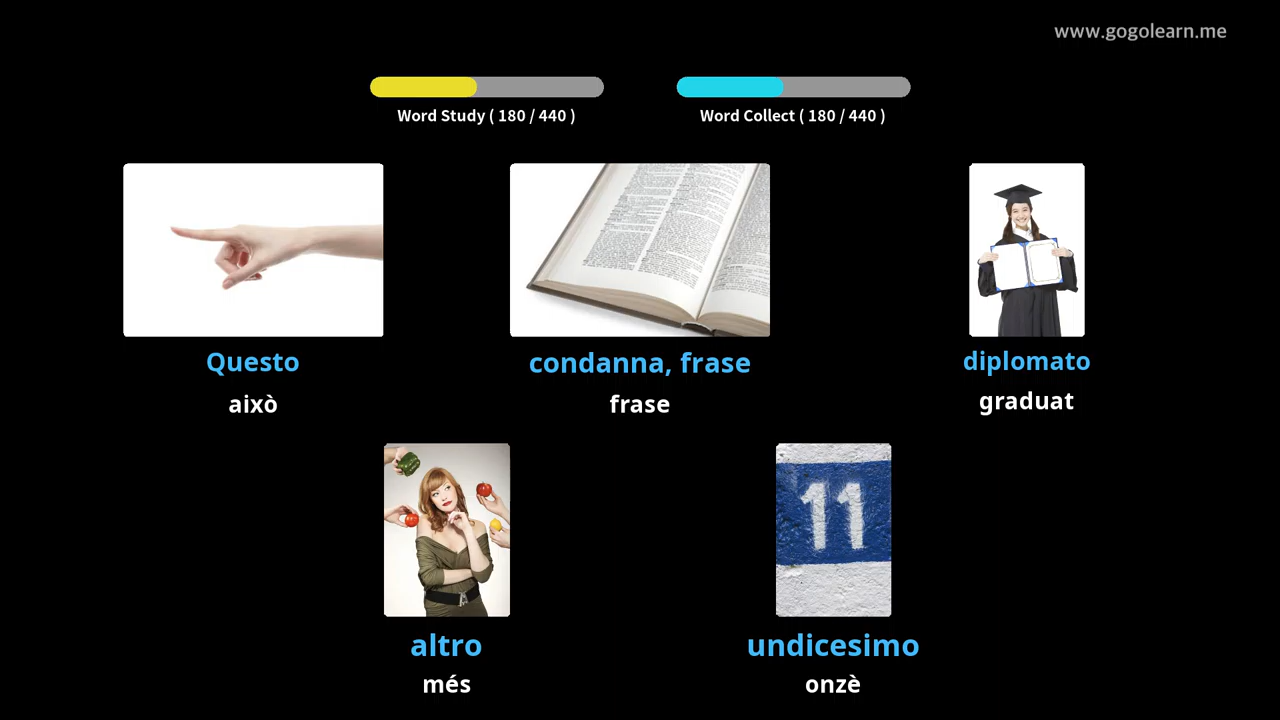 www.gogolearn.me
Word Study ( 180 / 440 )
Word Collect ( 180 / 440 )
Questo
això
condanna, frase
frase
diplomato
graduat
11
altro
més
undicesimo
onzè